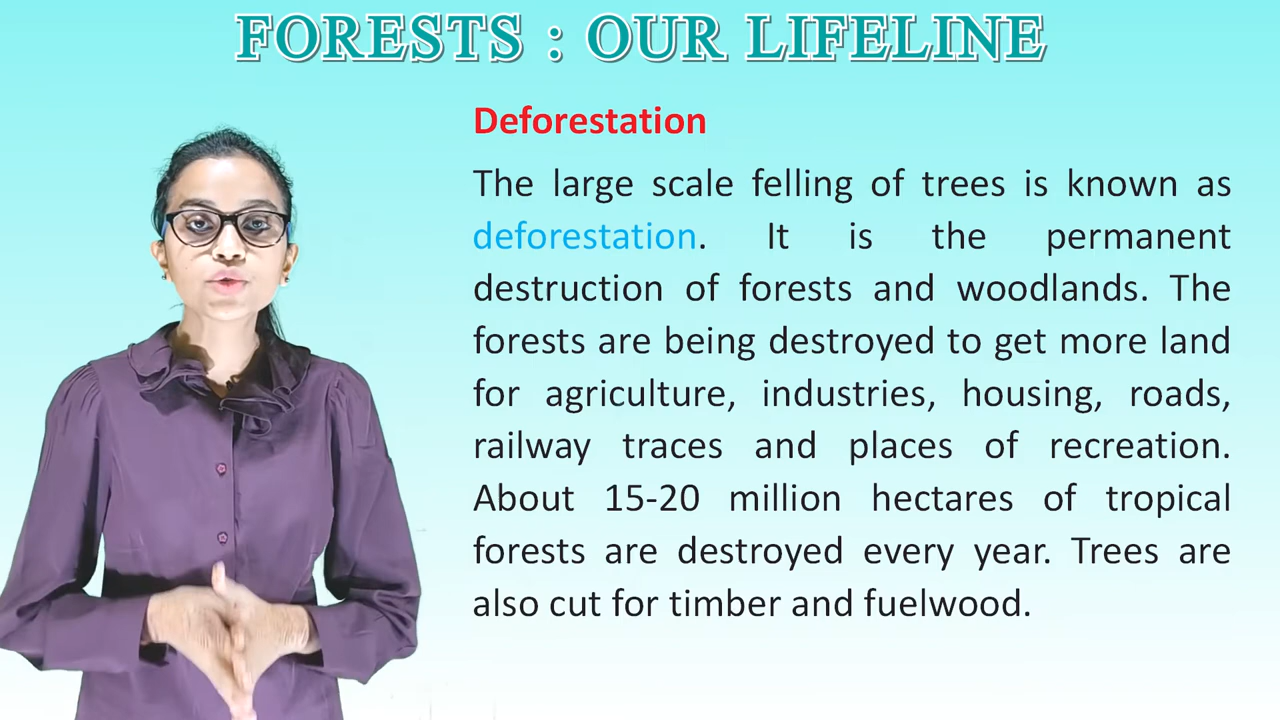 FORESTS : OUR LIFELINE
Deforestation
The large scale felling of trees is known as
deforestation. It is the permanent
destruction of forests and woodlands. The
forests are being destroyed to get more land
for agriculture, industries, housing, roads,
railway traces and places of recreation.
About 15-20 million hectares of tropical
forests are destroyed every year. Trees are
also cut for timber and fuelwood.